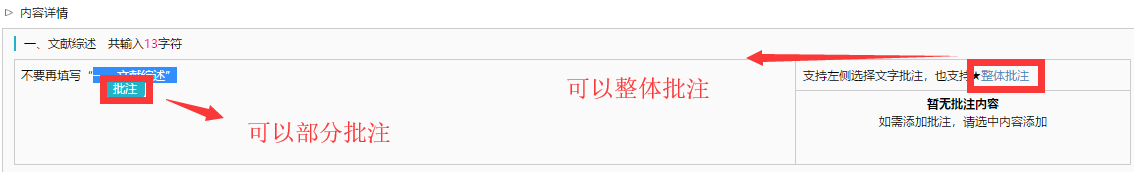 ▷ 内容详情
一、文献综述 共输入13字符
不要再填写“一、文献综述”
批注
可以部分批注
可以整体批注
支持左侧选择文字批注，也支持★整体批注
暂无批注内容
如需添加批注，请选中内容添加